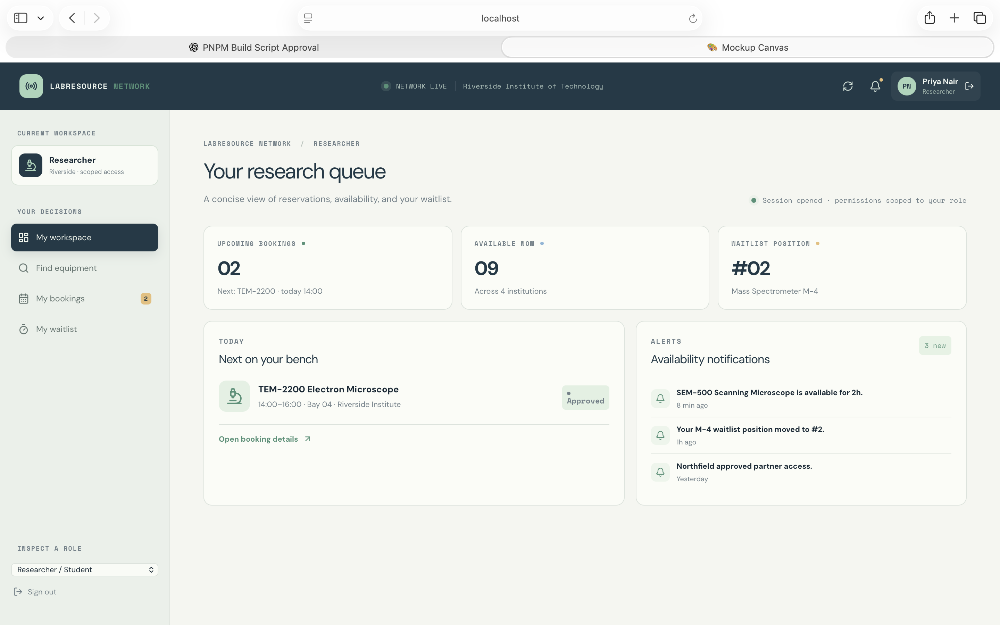 localhost
PNPM Build Script Approval
Mockup Canvas
LABRESOURCE NETWORK
NETWORK LIVE
Riverside Institute of Technology
PN
Priya Nair
Researcher
CURRENT WORKSPACE
Researcher
Riverside · scoped access
YOUR DECISIONS
My workspace
Find equipment
My bookings
2
My waitlist
INSPECT A ROLE
Researcher / Student
Sign out
LABRESOURCE NETWORK / RESEARCHER
Your research queue
A concise view of reservations, availability, and your waitlist.
Session opened · permissions scoped to your role
UPCOMING BOOKINGS
02
Next: TEM-2200 · today 14:00
AVAILABLE NOW
09
Across 4 institutions
WAITLIST POSITION
#02
Mass Spectrometer M-4
TODAY
Next on your bench
TEM-2200 Electron Microscope
14:00–16:00 · Bay 04 · Riverside Institute
Approved
Open booking details
ALERTS
Availability notifications
3 new
SEM-500 Scanning Microscope is available for 2h.
8 min ago
Your M-4 waitlist position moved to #2.
1h ago
Northfield approved partner access.
Yesterday